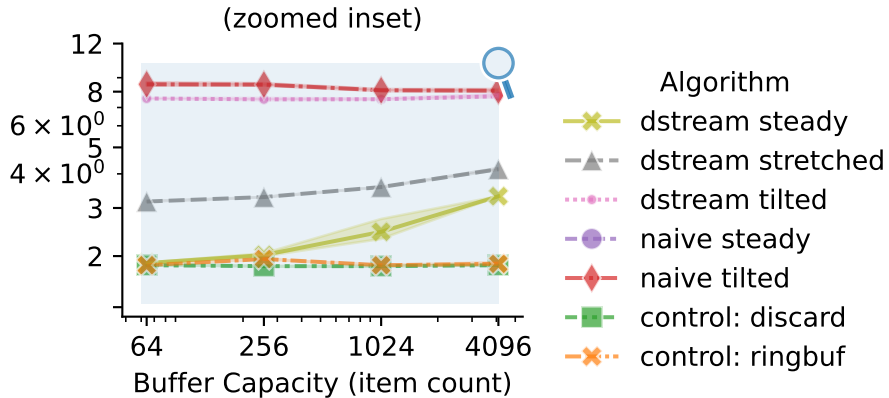 (zoomed inset)
12
8
6 × 10⁰
5
4 × 10⁰
3
2
64 256 1024 4096
Buffer Capacity (item count)
Algorithm
dstream steady
dstream stretched
dstream tilted
naive steady
naive tilted
control: discard
control: ringbuf